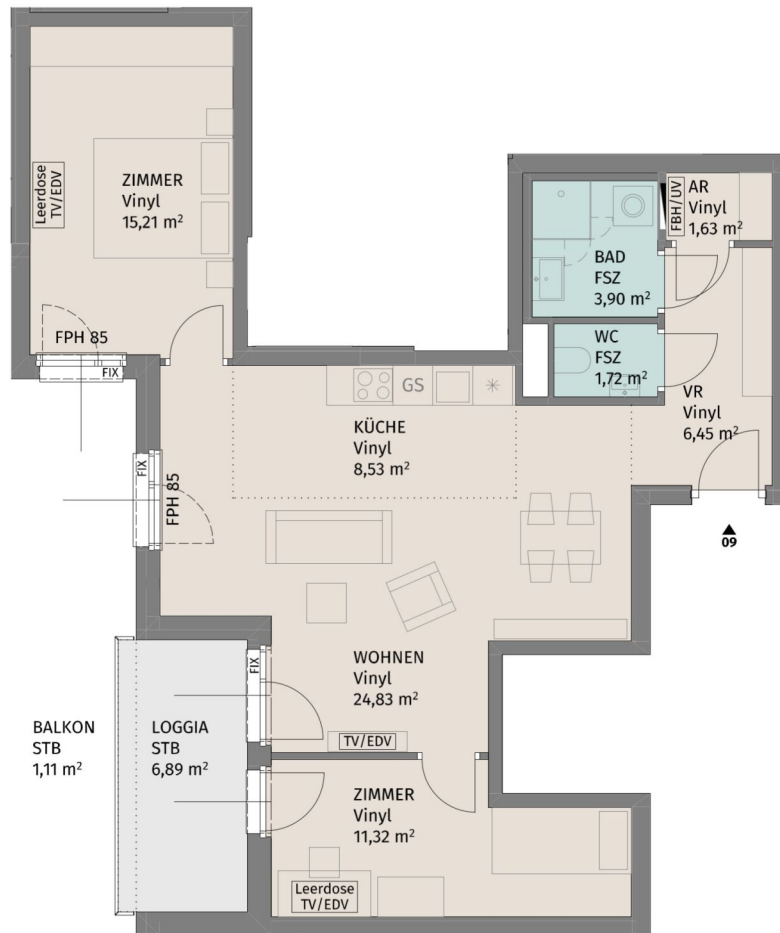 Leerdose
TV/EDV
ZIMMER
Vinyl
15,21 m²
FPH 85
FIX
FBH/UV
AR
Vinyl
1,63 m²
BAD
FSZ
3,90 m²
WC
FSZ
1,72 m²
VR
Vinyl
6,45 m²
09
GS
KÜCHE
Vinyl
8,53 m²
FIX
FPH 85
WOHNEN
Vinyl
24,83 m²
TV/EDV
FIX
BALKON
STB
1,11 m²
LOGGIA
STB
6,89 m²
ZIMMER
Vinyl
11,32 m²
Leerdose
TV/EDV